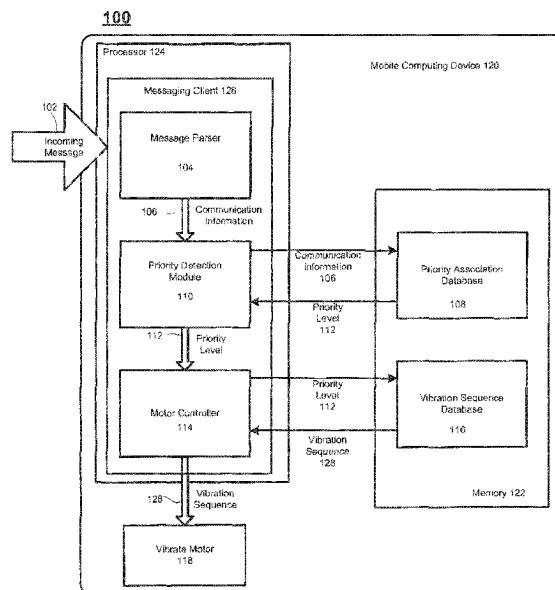 100
Processor 124
Mobile Computing Device 120
Messaging Client 126
102
Incoming
Message
Message Parser
104
106
Communication
Information
Priority Detection
Module
110
Communication
Information
106
Priority Association
Database
108
Priority
Level
112
112
Priority
Level
Motor Controller
114
Priority
Level
112
Vibration Sequence
Database
116
Vibration
Sequence
128
128
Vibration
Sequence
Memory 122
Vibrate Motor
118